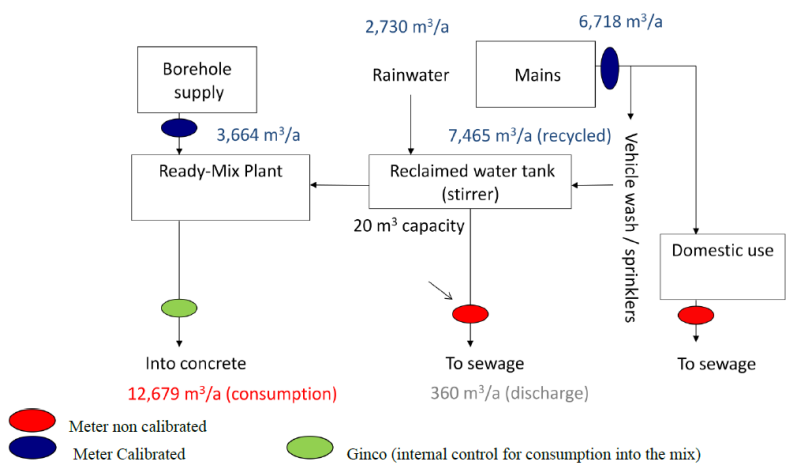 2,730 m³/a
6,718 m³/a
Borehole
supply
Rainwater
Mains
3,664 m³/a
7,465 m³/a (recycled)
Ready-Mix Plant
Reclaimed water tank
(stirrer)
20 m³ capacity
Vehicle wash / sprinklers
Domestic use
Into concrete
To sewage
To sewage
12,679 m³/a (consumption)
360 m³/a (discharge)
Meter non calibrated
Meter Calibrated
Ginco (internal control for consumption into the mix)